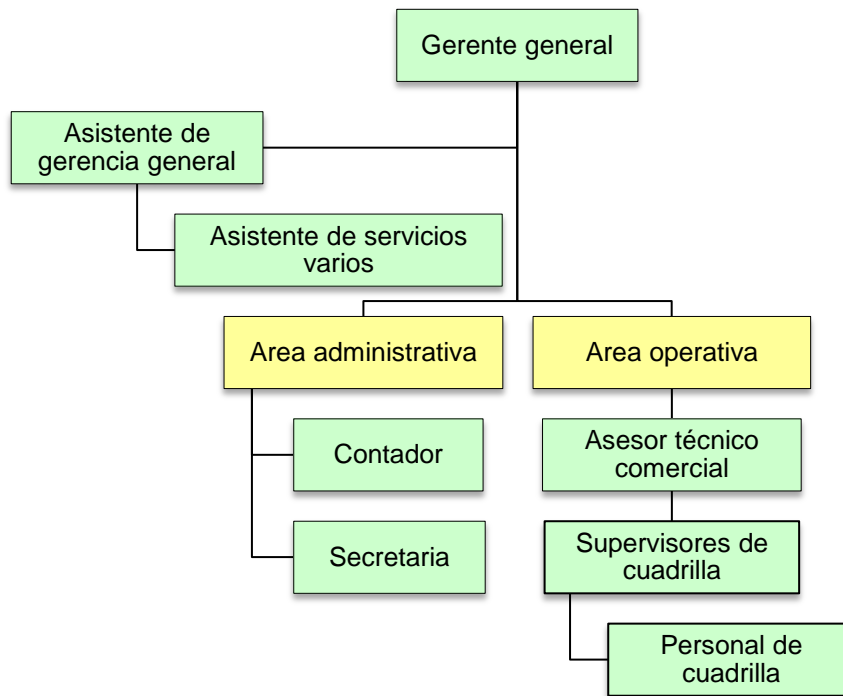 Gerente general
Asistente de
gerencia general
Asistente de servicios
varios
Area administrativa
Area operativa
Contador
Asesor técnico
comercial
Secretaria
Supervisores de
cuadrilla
Personal de
cuadrilla